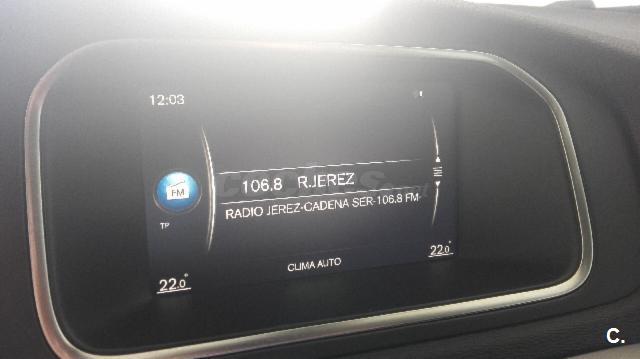 12:03
106.8 R.JEREZ
FM
RADIO JEREZ-CADENA SER-106.8 FM-
TP
22.0°
22.0°
CLIMA AUTO
C.